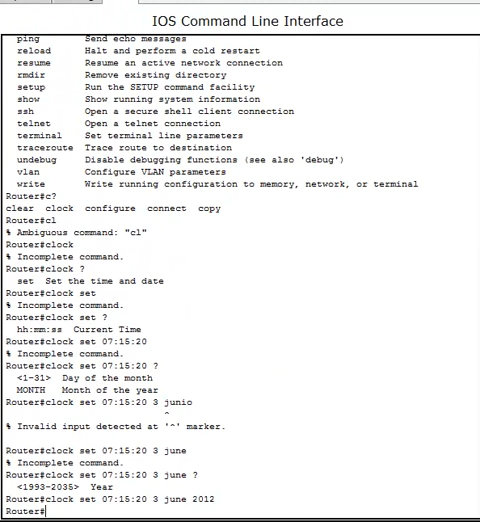 IOS Command Line Interface
ping Send echo messages
reload Halt and perform a cold restart
resume Resume an active network connection
rmdir Remove existing directory
setup Run the SETUP command facility
show Show running system information
ssh Open a secure shell client connection
telnet Open a telnet connection
terminal Set terminal line parameters
traceroute Trace route to destination
undebug Disable debugging functions (see also 'debug')
vlan Configure VLAN parameters
write Write running configuration to memory, network, or terminal
Router#c?
clear clock configure connect copy
Router#cl
% Ambiguous command: "cl"
Router#clock
% Incomplete command.
Router#clock ?
set Set the time and date
Router#clock set
% Incomplete command.
Router#clock set ?
hh:mm:ss Current Time
Router#clock set 07:15:20
% Incomplete command.
Router#clock set 07:15:20 ?
<1-31> Day of the month
MONTH Month of the year
Router#clock set 07:15:20 3 junio
^
% Invalid input detected at '^' marker.
Router#clock set 07:15:20 3 june
% Incomplete command.
Router#clock set 07:15:20 3 june ?
<1993-2035> Year
Router#clock set 07:15:20 3 june 2012
Router#